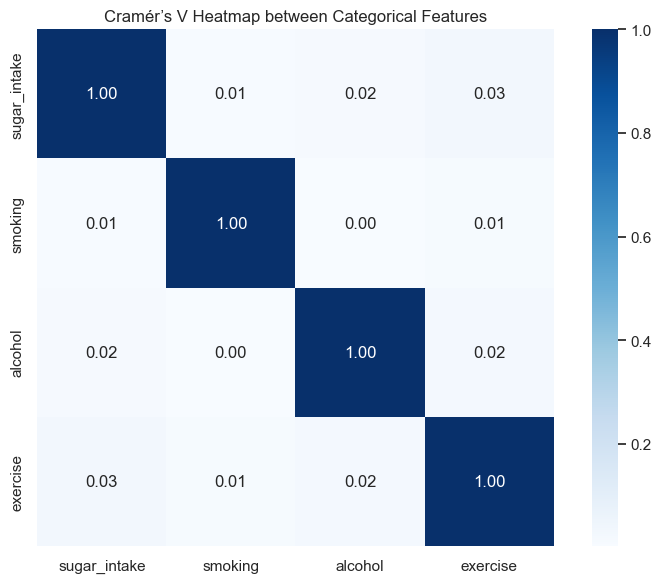 Cramér’s V Heatmap between Categorical Features
sugar_intake
1.00
0.01
0.02
0.03
smoking
0.01
1.00
0.00
0.01
alcohol
0.02
0.00
1.00
0.02
exercise
0.03
0.01
0.02
1.00
sugar_intake
smoking
alcohol
exercise
1.0
0.8
0.6
0.4
0.2